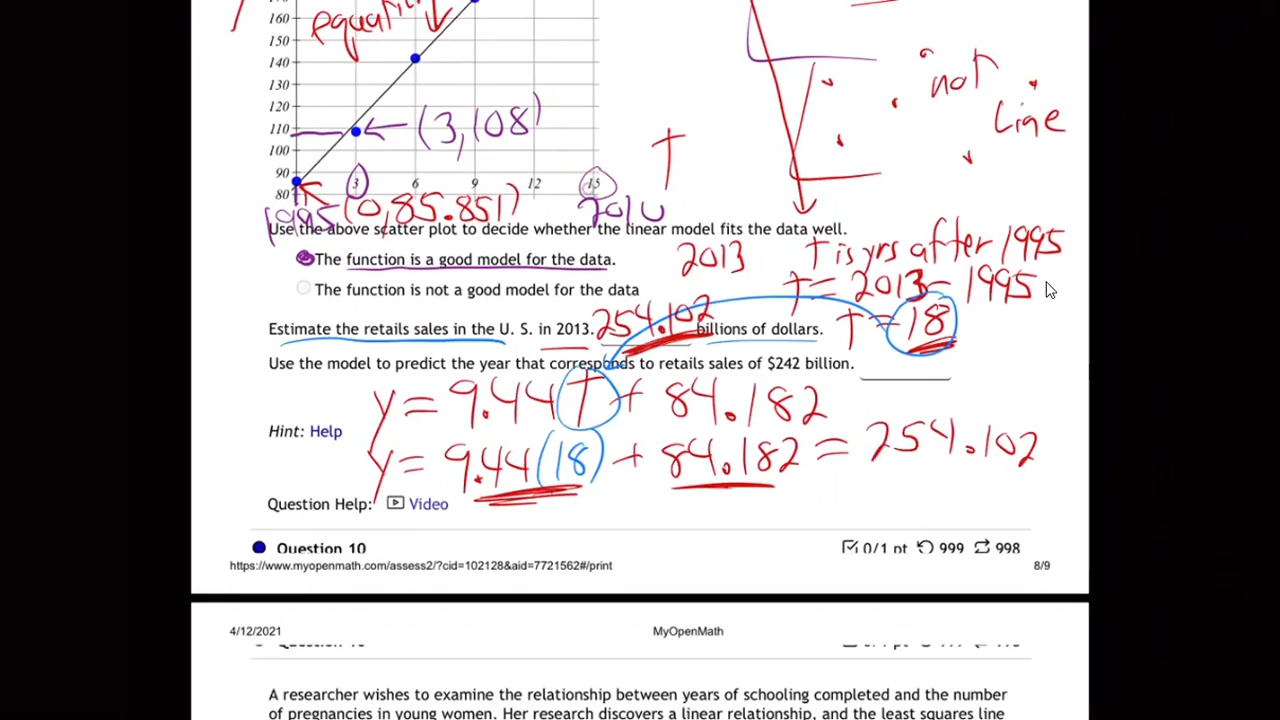 160
equation
150
140
not
130
120
Line
110
(3,108)
100
90
3
6
9
12
15
80
1995
(0,85.851)
2010
t
Use the above scatter plot to decide whether the linear model fits the data well.
The function is a good model for the data.
2013
t is yrs after 1995
t = 2013 - 1995
The function is not a good model for the data
Estimate the retails sales in the U. S. in 2013. 254.102 billions of dollars.
t = 18
Use the model to predict the year that corresponds to retails sales of $242 billion.
y = 9.44t + 84.182
Hint: Help
y = 9.44(18) + 84.182 = 254.102
Question Help: Video
Question 10
0/1 pt 999 998
https://www.myopenmath.com/assess2/?cid=102128&aid=7721562#/print
8/9
4/12/2021
MyOpenMath
A researcher wishes to examine the relationship between years of schooling completed and the number
of pregnancies in young women. Her research discovers a linear relationship, and the least squares line